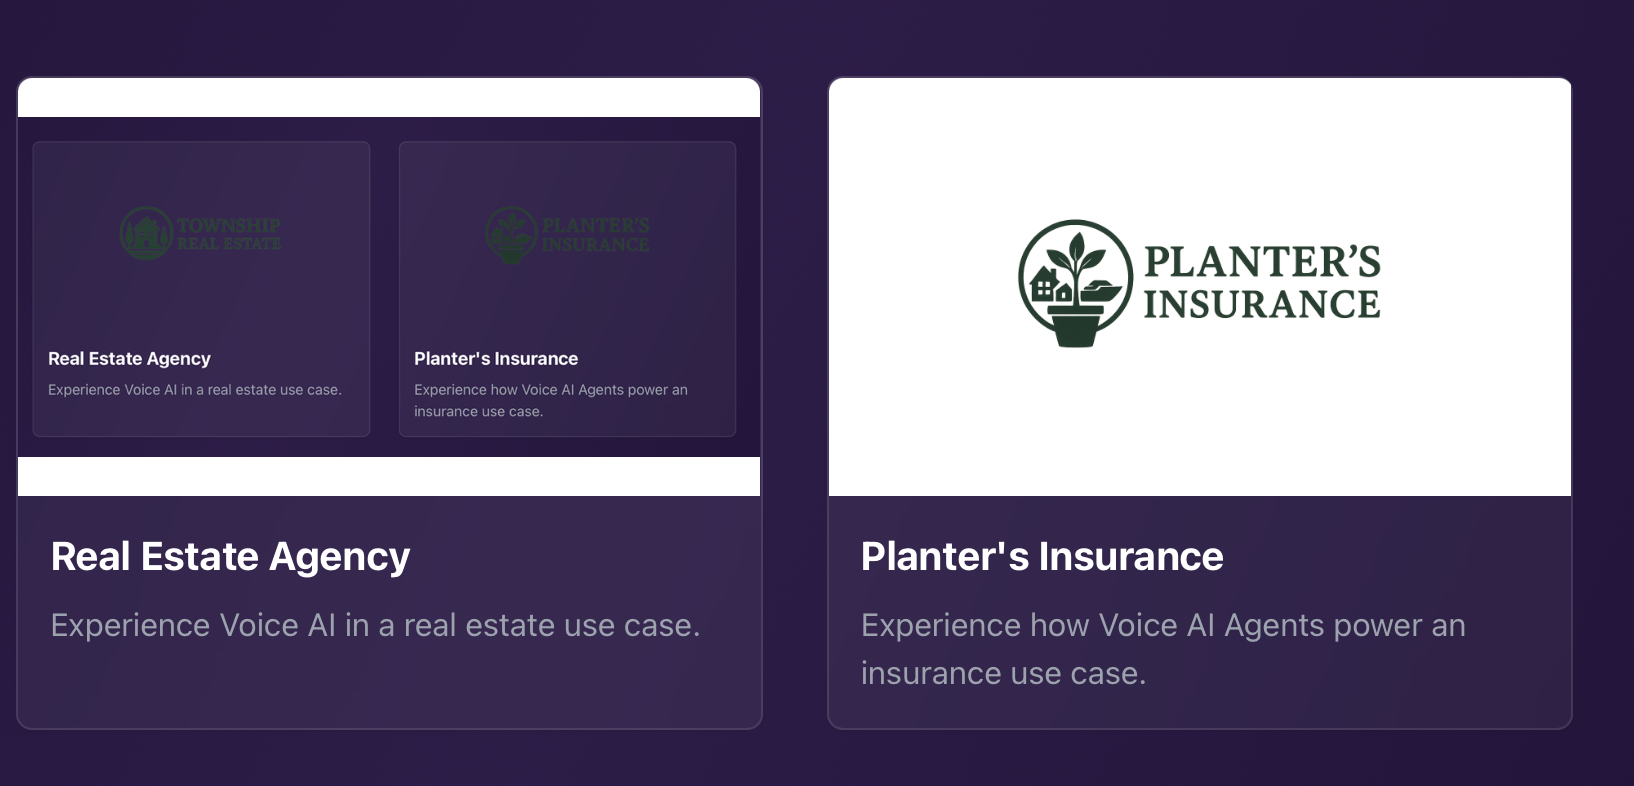 TOWNSHIP
REAL ESTATE
Real Estate Agency
Experience Voice AI in a real estate use case.
PLANTER'S
INSURANCE
Planter's Insurance
Experience how Voice AI Agents power an
insurance use case.
Real Estate Agency
Experience Voice AI in a real estate use case.
PLANTER’S
INSURANCE
Planter's Insurance
Experience how Voice AI Agents power an
insurance use case.